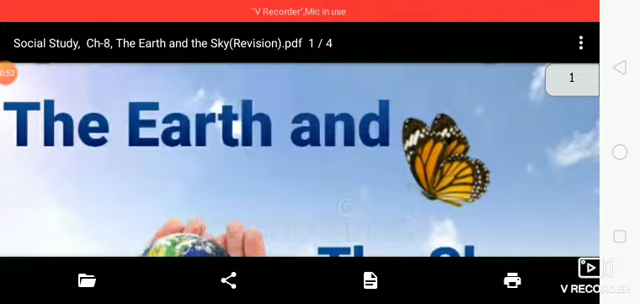 "V Recorder",Mic in use
Social Study,  Ch-8, The Earth and the Sky(Revision).pdf  1 / 4
0:52
1
The Earth and
V RECORDER